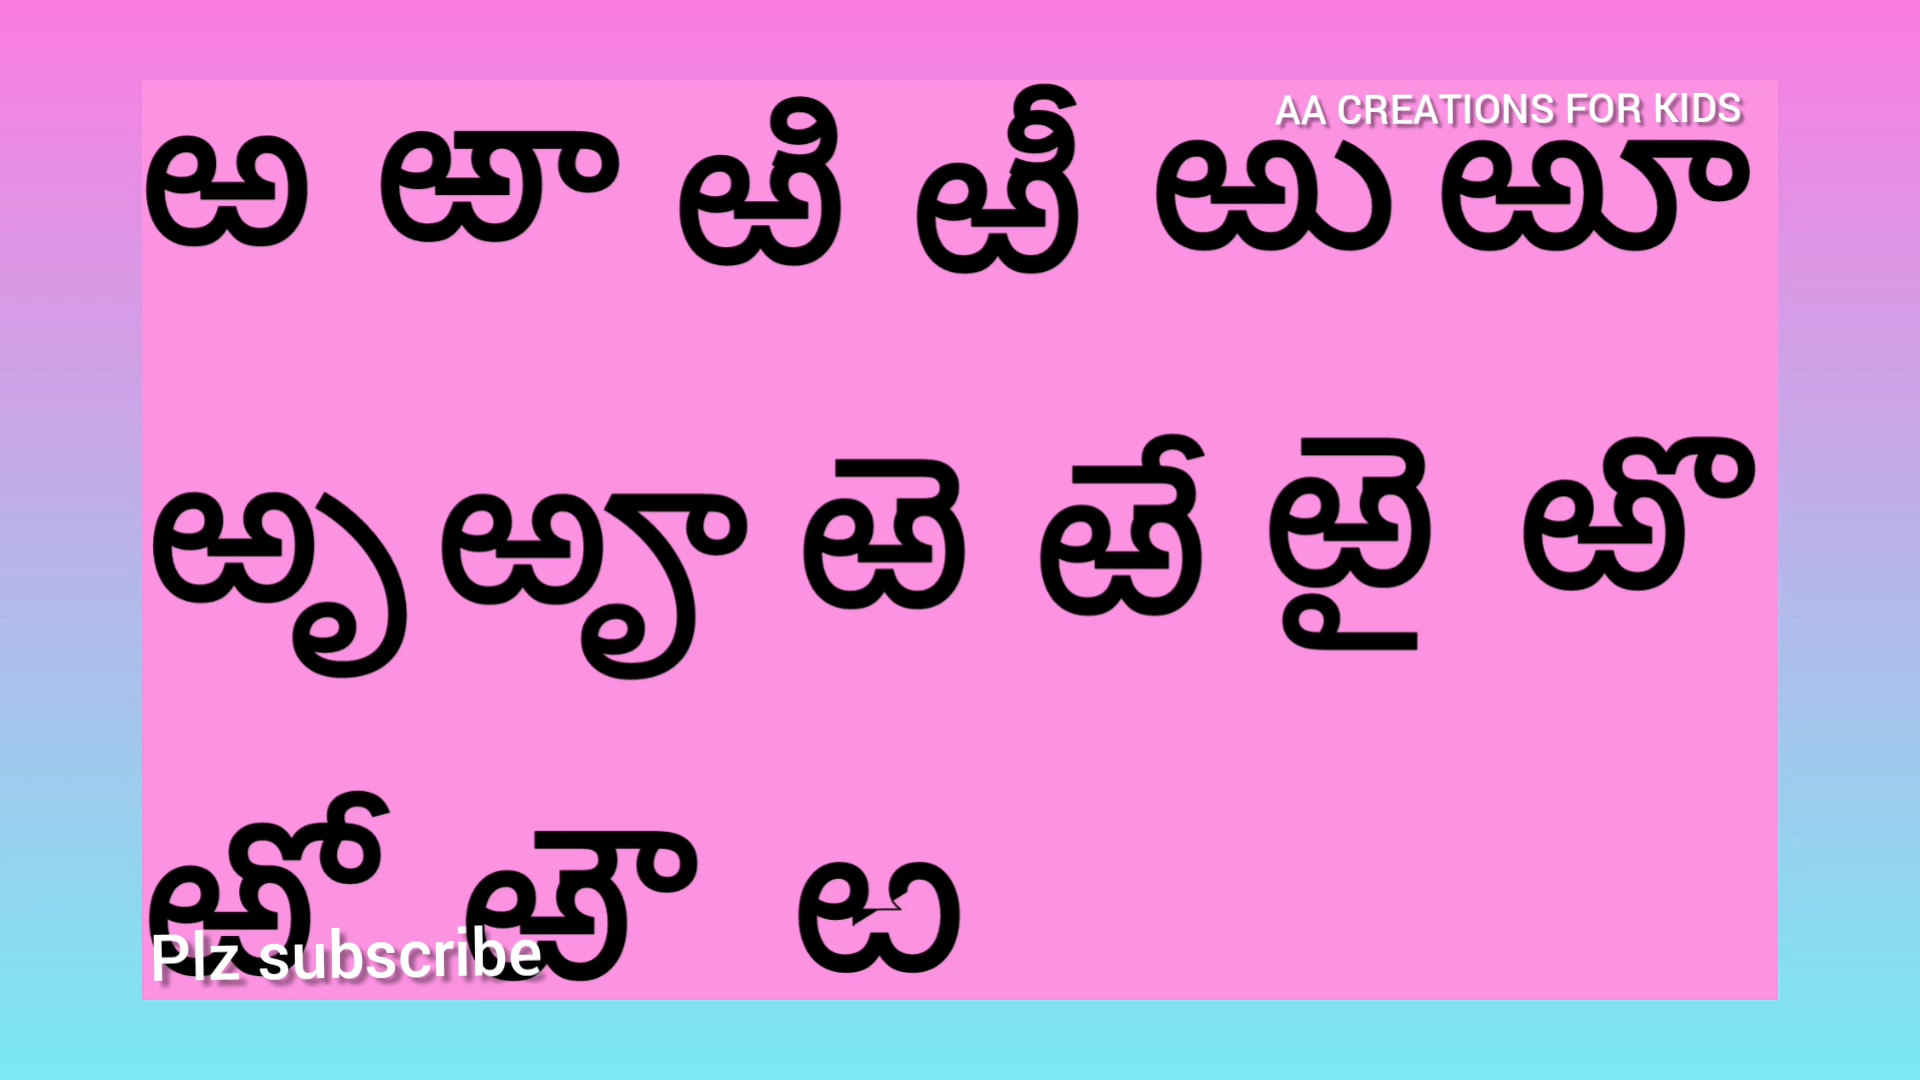 AA CREATIONS FOR KIDS
ఱ ఱా ఱి ఱీ ఱు ఱూ
ఱృ ఱౄ ఱె ఱే ఱై ఱొ
ఱో ఱౌ
Plz subscribe